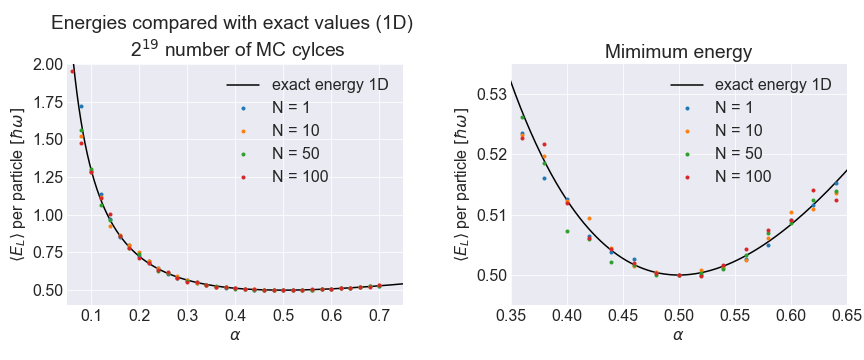 Energies compared with exact values (1D)
2^19 number of MC cylces
⟨E_L⟩ per particle [ħω]
2.00
1.75
1.50
1.25
1.00
0.75
0.50
exact energy 1D
N = 1
N = 10
N = 50
N = 100
0.1 0.2 0.3 0.4 0.5 0.6 0.7
α
Mimimum energy
⟨E_L⟩ per particle [ħω]
0.53
0.52
0.51
0.50
exact energy 1D
N = 1
N = 10
N = 50
N = 100
0.35 0.40 0.45 0.50 0.55 0.60 0.65
α